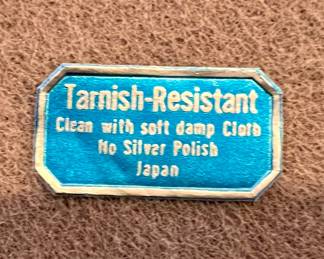 Tarnish-Resistant
Clean with soft damp Cloth
No Silver Polish
Japan